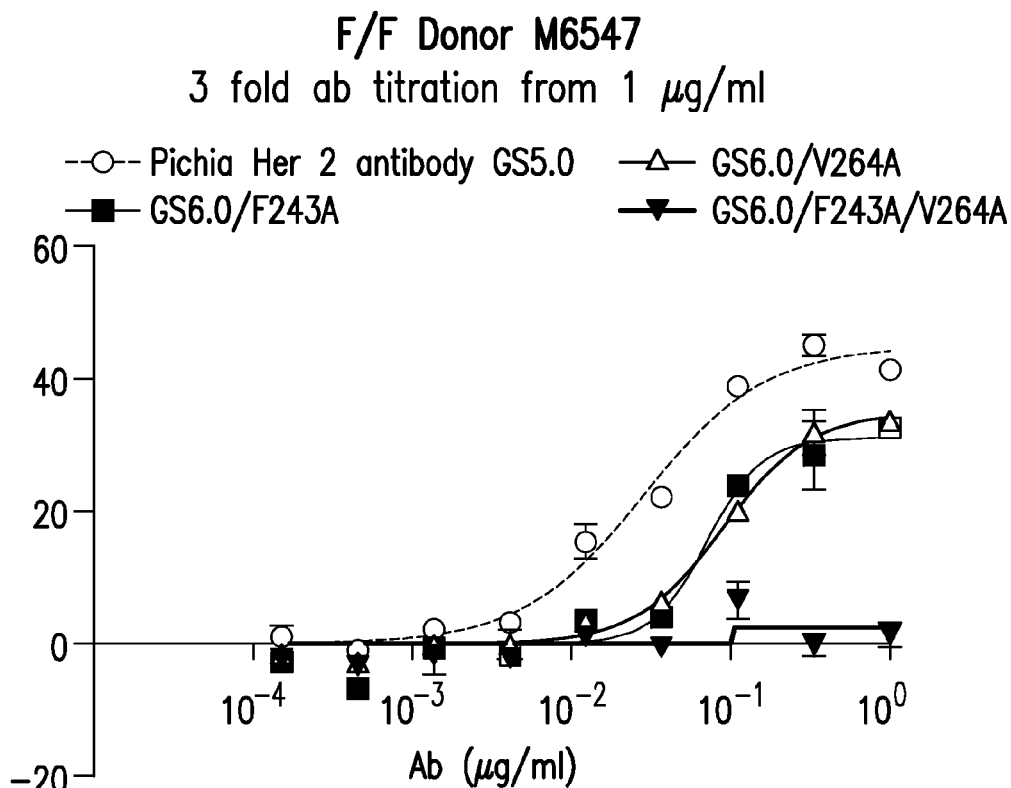 F/F Donor M6547
3 fold ab titration from 1 μg/ml
Pichia Her 2 antibody GS5.0
GS6.0/V264A
GS6.0/F243A
GS6.0/F243A/V264A
60
40
20
0
−20
10⁻⁴ 10⁻³ 10⁻² 10⁻¹ 10⁰
Ab (μg/ml)